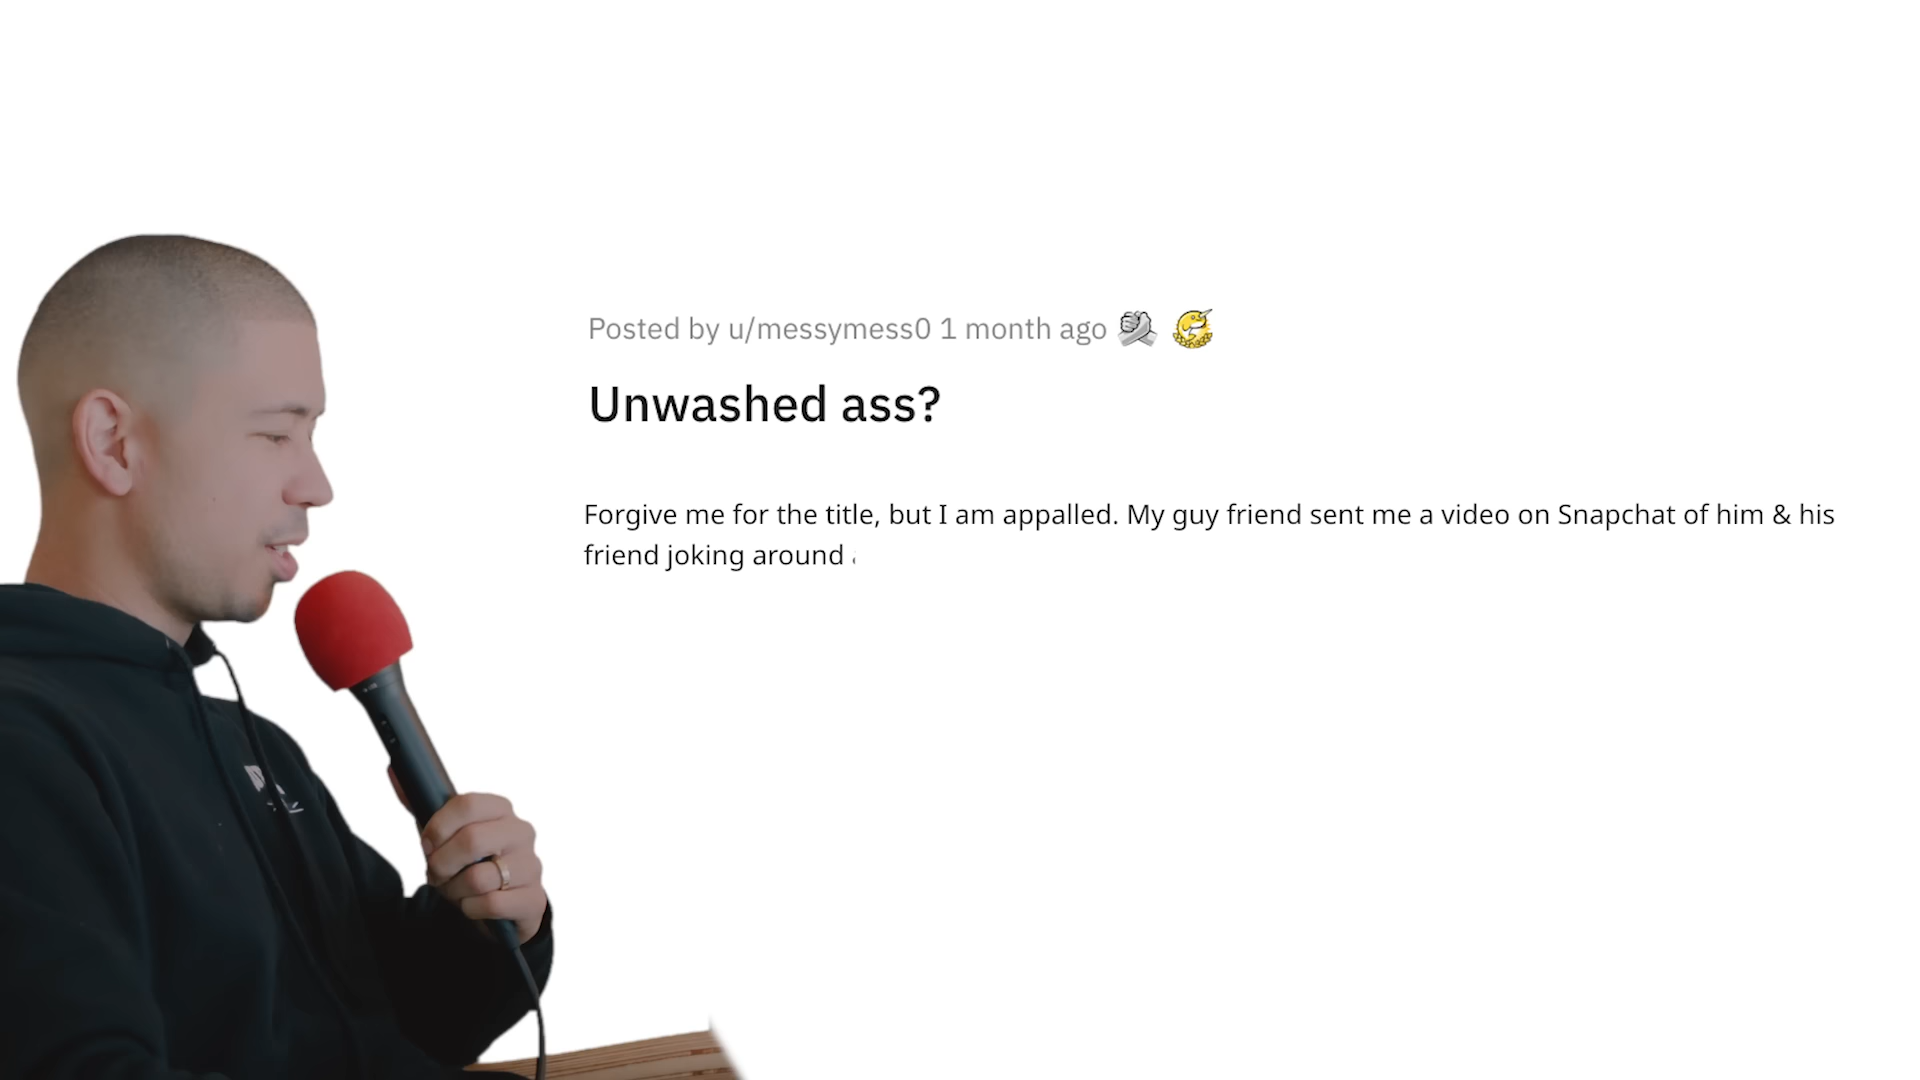 Posted by u/messymess0 1 month ago
Unwashed ass?
Forgive me for the title, but I am appalled. My guy friend sent me a video on Snapchat of him & his
friend joking around